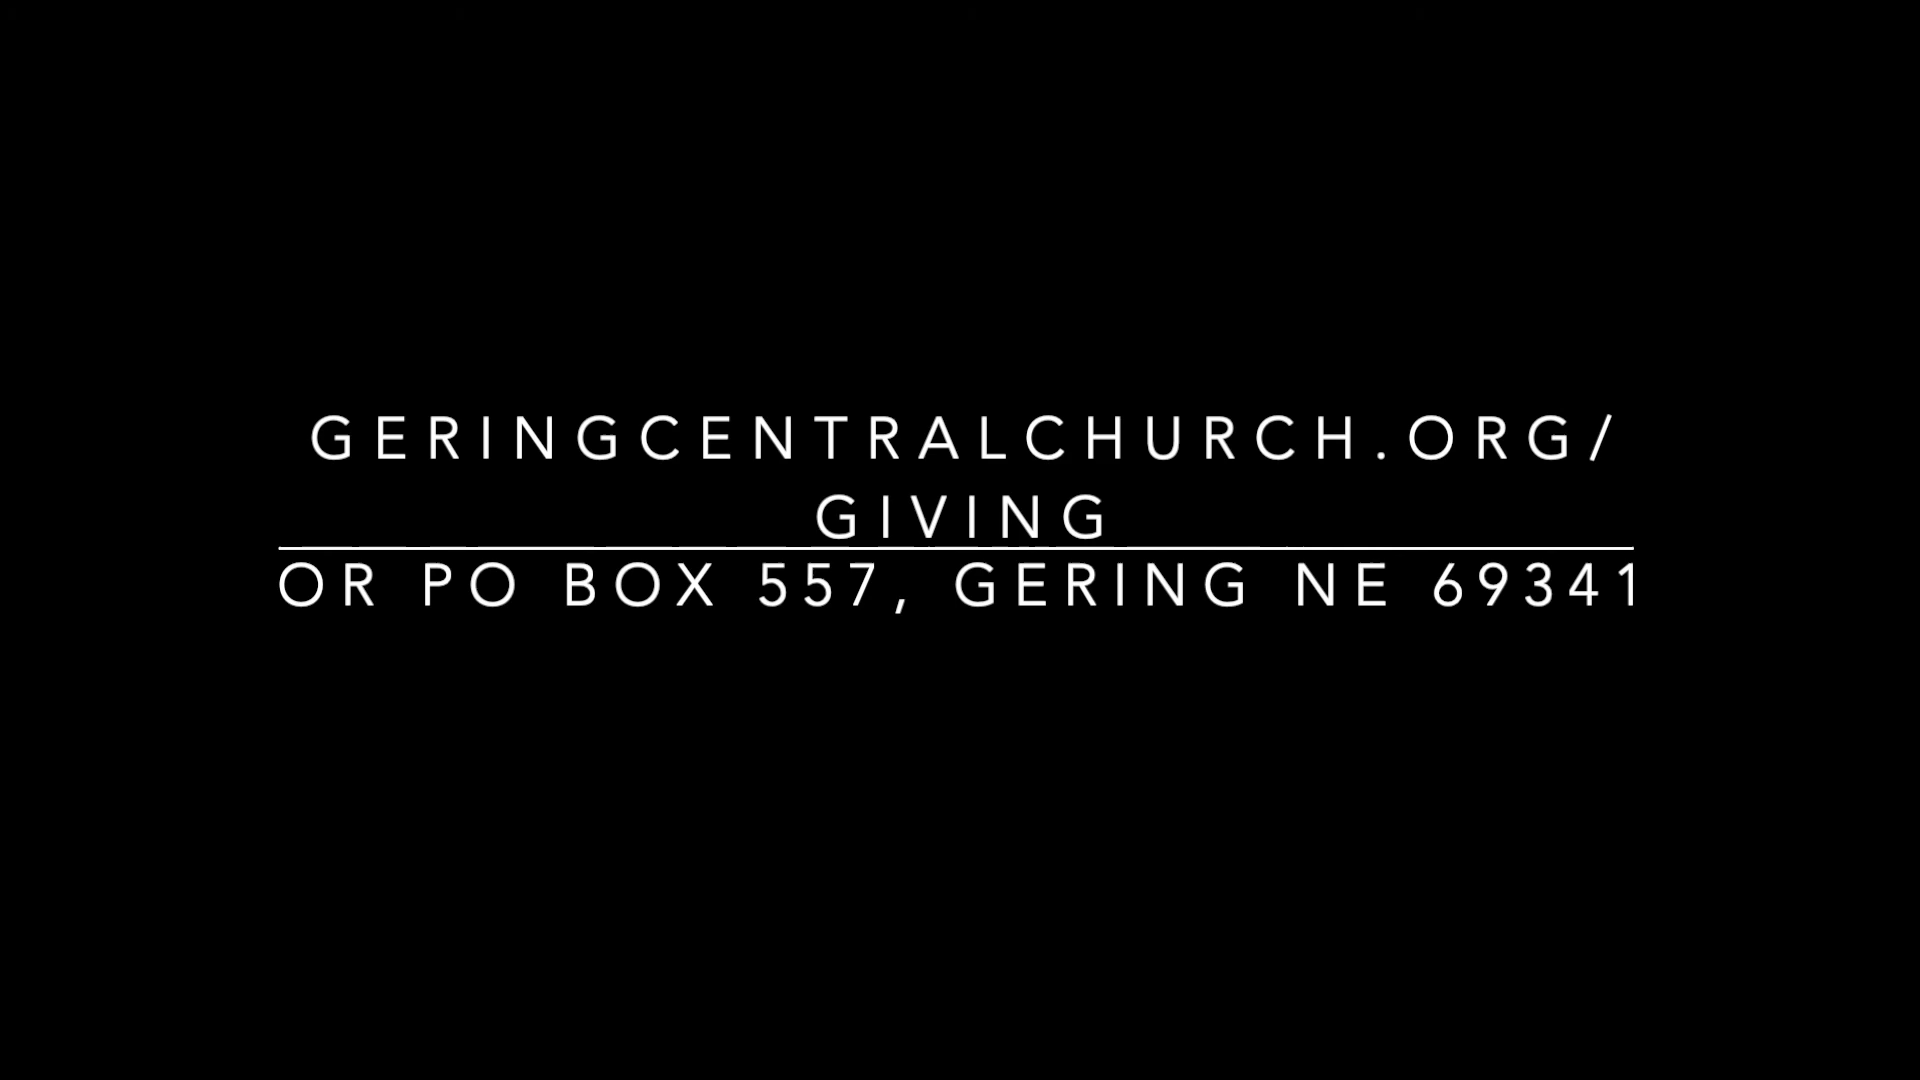 GERINGCENTRALCHURCH.ORG/
GIVING
OR PO BOX 557, GERING NE 69341